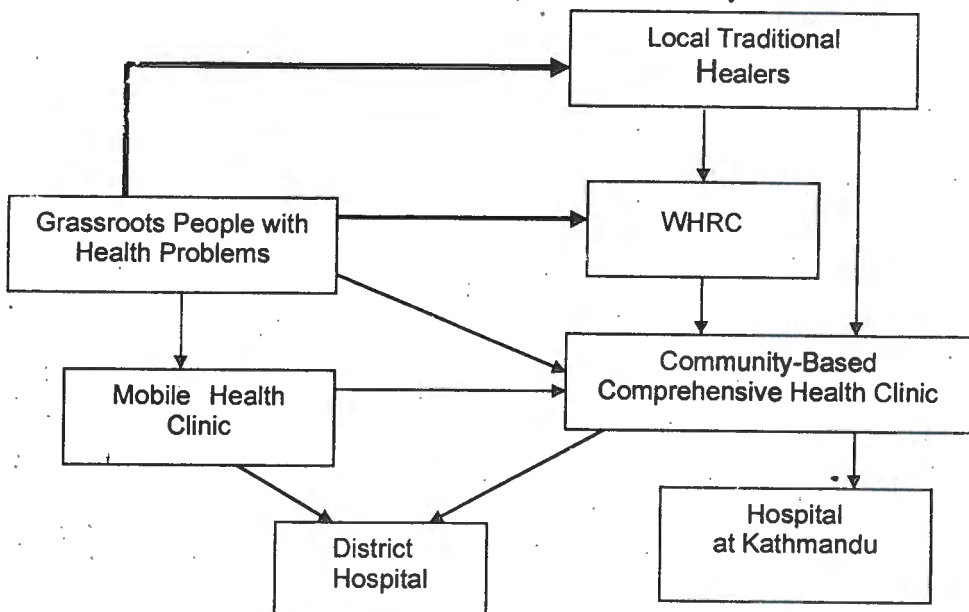 Local Traditional
Healers
Grassroots People with
Health Problems
WHRC
Mobile Health
Clinic
Community-Based
Comprehensive Health Clinic
District
Hospital
Hospital
at Kathmandu